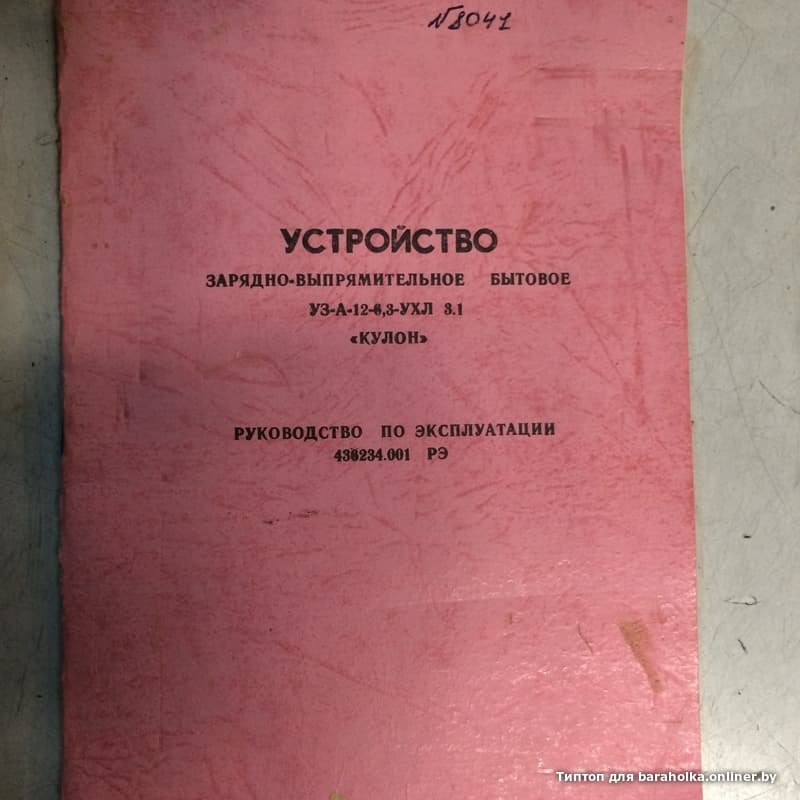 №8041
УСТРОЙСТВО
ЗАРЯДНО-ВЫПРЯМИТЕЛЬНОЕ БЫТОВОЕ
УЗ-А-12-6,3-УХЛ 3.1
«КУЛОН»
РУКОВОДСТВО ПО ЭКСПЛУАТАЦИИ
436234.001 РЭ
Типтоп для baraholka.onliner.by